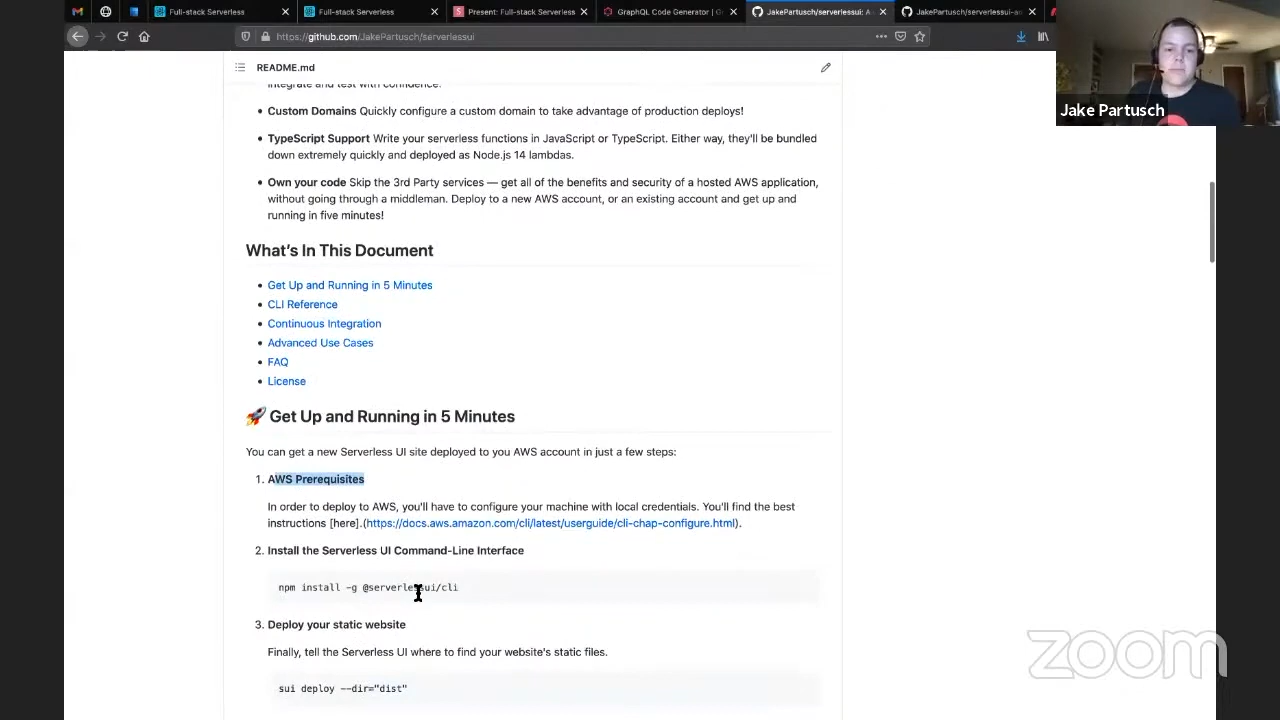 Full-stack Serverless
Full-stack Serverless
Present: Full-stack Serverless
GraphQL Code Generator | G
JakePartusch/serverlessui: A
JakePartusch/serverlessui-aw
https://github.com/JakePartusch/serverlessui
Jake Partusch
README.md
integrate and test with confidence.
• Custom Domains Quickly configure a custom domain to take advantage of production deploys!
• TypeScript Support Write your serverless functions in JavaScript or TypeScript. Either way, they'll be bundled
down extremely quickly and deployed as Node.js 14 lambdas.
• Own your code Skip the 3rd Party services — get all of the benefits and security of a hosted AWS application,
without going through a middleman. Deploy to a new AWS account, or an existing account and get up and
running in five minutes!
What's In This Document
• Get Up and Running in 5 Minutes
• CLI Reference
• Continuous Integration
• Advanced Use Cases
• FAQ
• License
🚀 Get Up and Running in 5 Minutes
You can get a new Serverless UI site deployed to you AWS account in just a few steps:
1. AWS Prerequisites
In order to deploy to AWS, you'll have to configure your machine with local credentials. You'll find the best
instructions [here].(https://docs.aws.amazon.com/cli/latest/userguide/cli-chap-configure.html).
2. Install the Serverless UI Command-Line Interface
npm install -g @serverlessui/cli
3. Deploy your static website
Finally, tell the Serverless UI where to find your website's static files.
sui deploy --dir="dist"
zoom